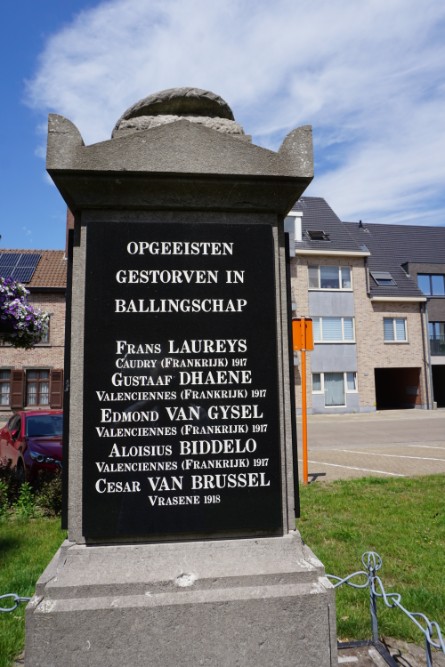 OPGEEISTEN
GESTORVEN IN
BALLINGSCHAP
FRANS LAUREYS
CAUDRY (FRANKRIJK) 1917
GUSTAAF DHAENE
VALENCIENNES (FRANKRIJK) 1917
EDMOND VAN GYSEL
VALENCIENNES (FRANKRIJK) 1917
ALOISIUS BIDDELO
VALENCIENNES (FRANKRIJK) 1917
CESAR VAN BRUSSEL
VRASENE 1918